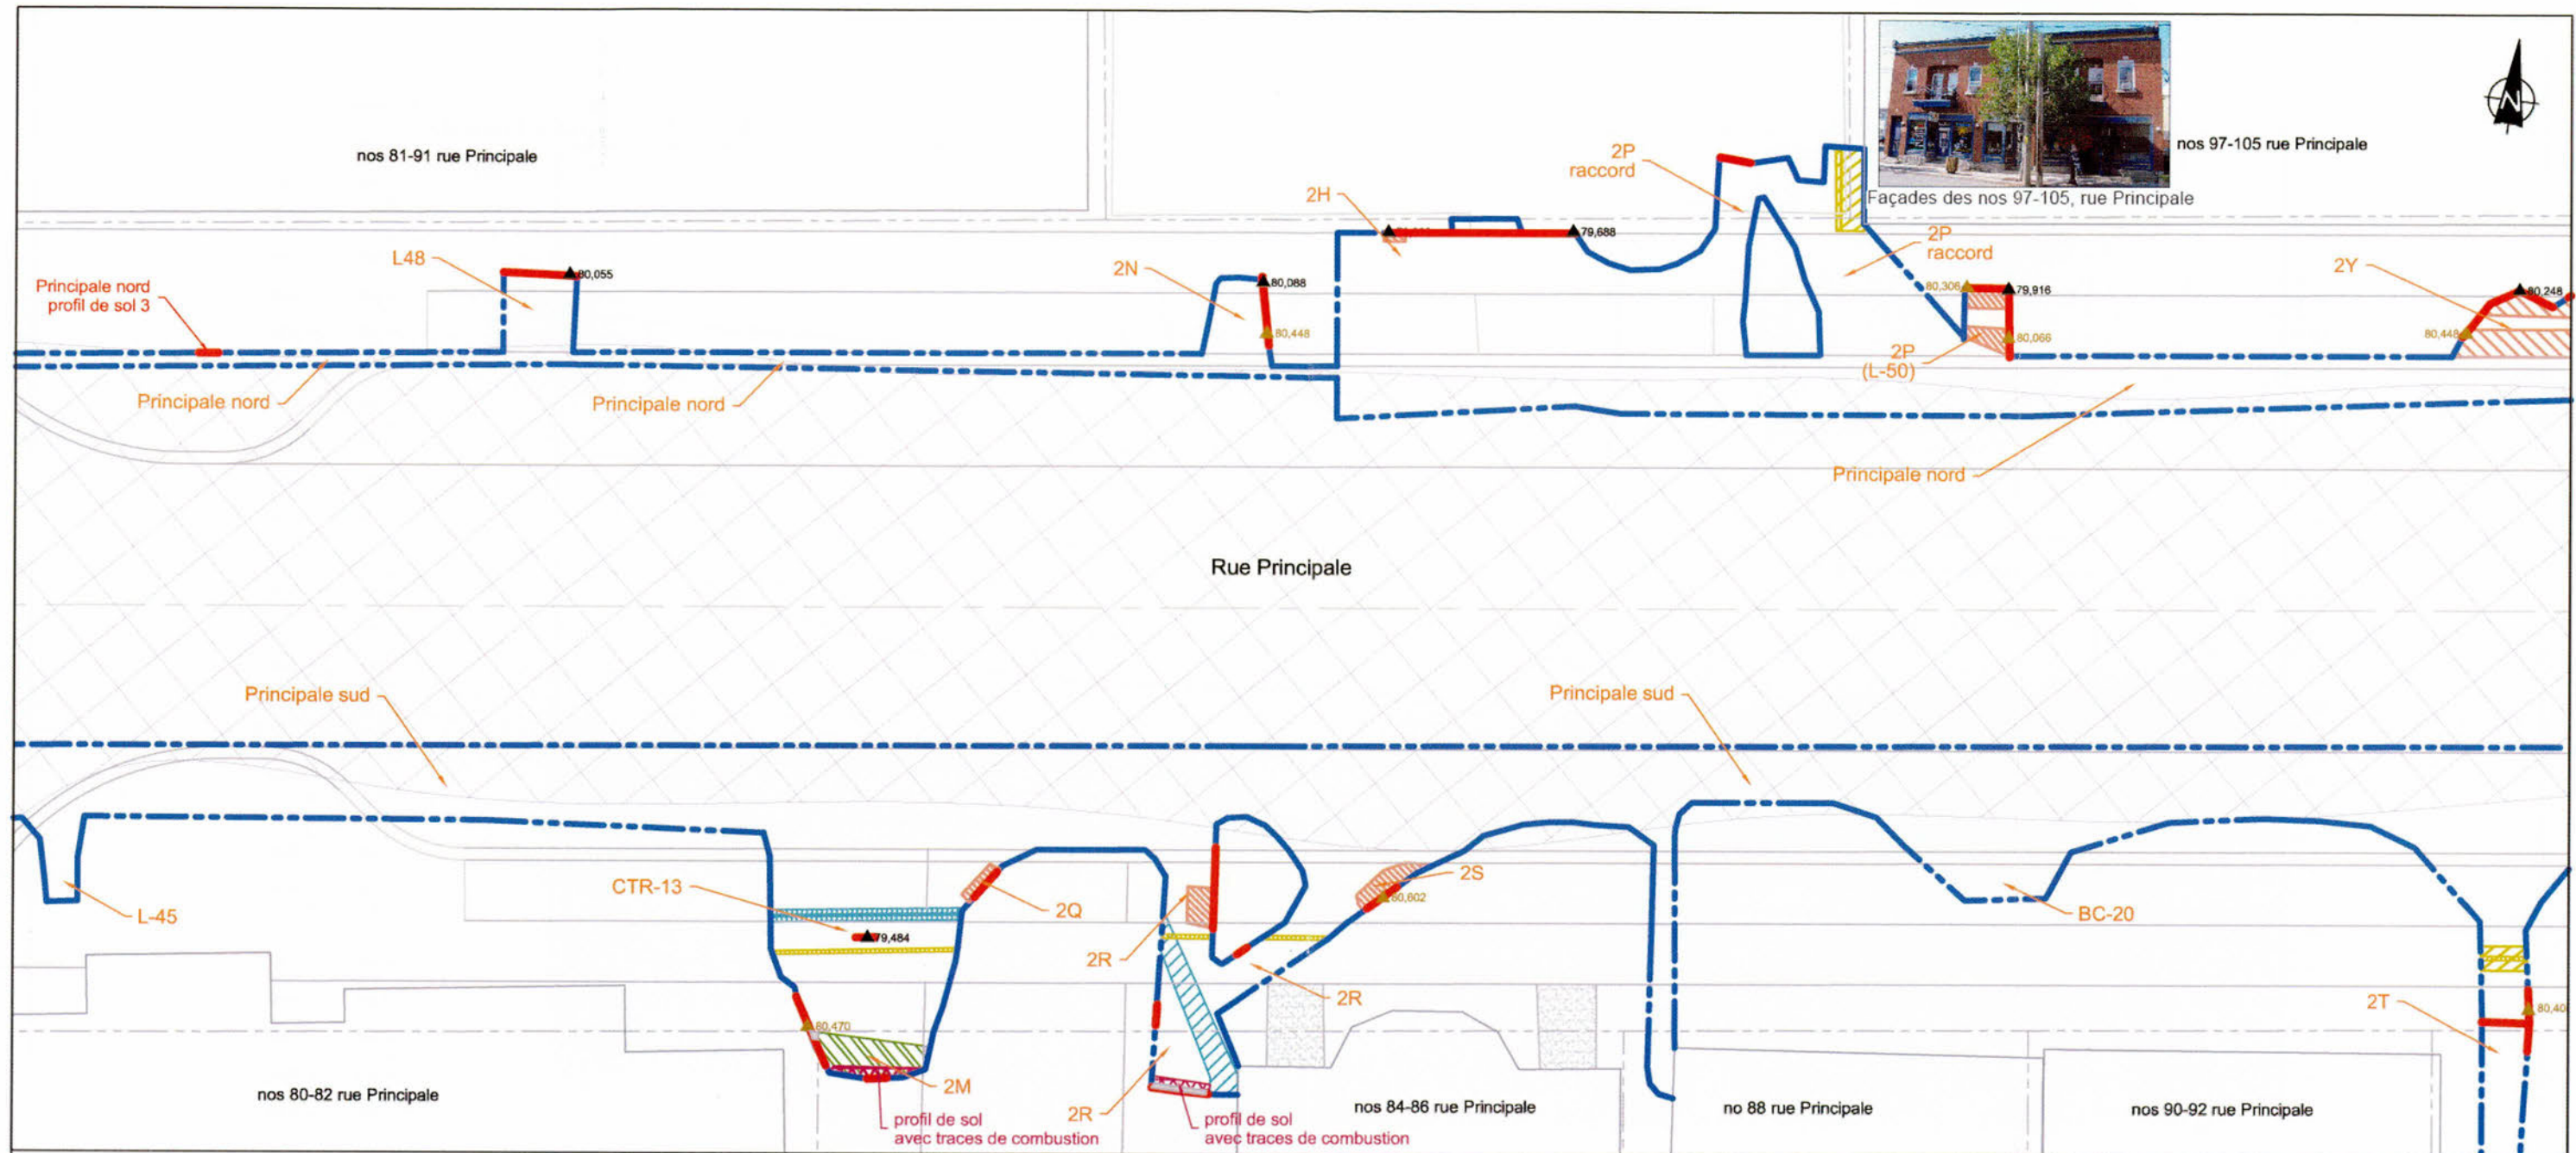 nos 81-91 rue Principale
nos 97-105 rue Principale
N
Façades des nos 97-105, rue Principale
2P
raccord
2H
2P
raccord
L48
2N
2Y
Principale nord
profil de sol 3
80,055
80,088
79,688
80,306
79,916
80,248
80,448
80,066
80,448
2P
(L-50)
Principale nord
Principale nord
Principale nord
Rue Principale
Principale sud
Principale sud
CTR-13
2S
80,602
2Q
L-45
BC-20
79,484
2R
2R
2T
80,40
80,470
2M
2R
nos 80-82 rue Principale
profil de sol
avec traces de combustion
profil de sol
avec traces de combustion
nos 84-86 rue Principale
no 88 rue Principale
nos 90-92 rue Principale